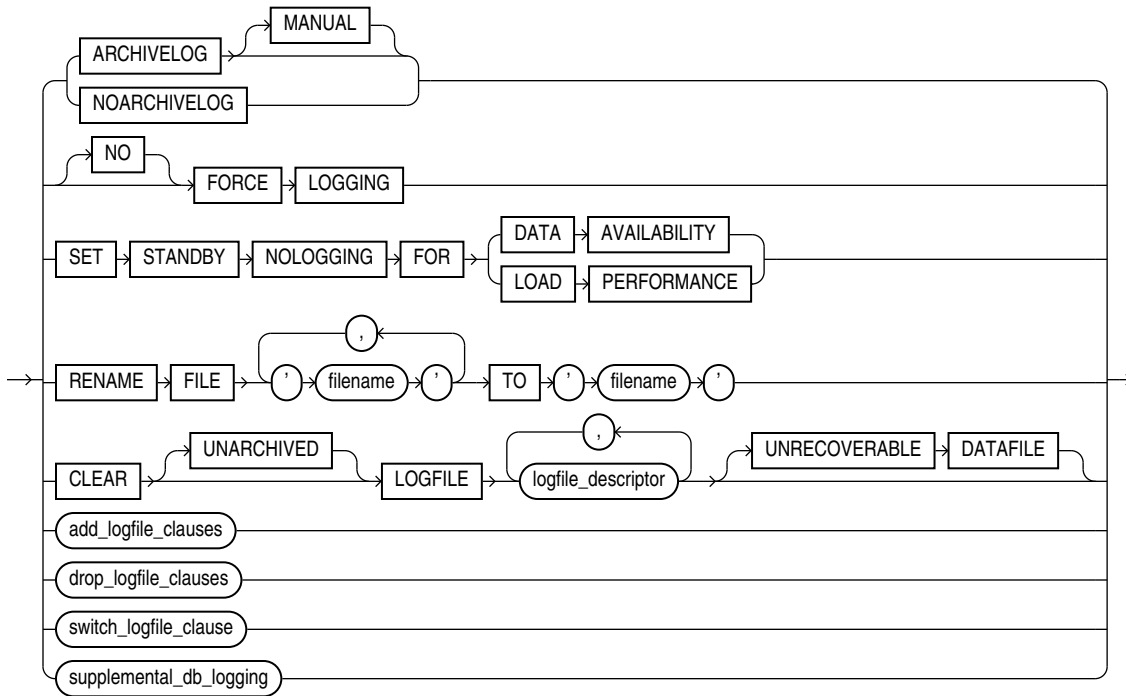 MANUAL
ARCHIVELOG
NOARCHIVELOG
NO
FORCE LOGGING
DATA AVAILABILITY
SET STANDBY NOLOGGING FOR
LOAD PERFORMANCE
,
RENAME FILE ' filename ' TO ' filename '
,
UNARCHIVED UNRECOVERABLE DATAFILE
CLEAR LOGFILE logfile_descriptor
add_logfile_clauses
drop_logfile_clauses
switch_logfile_clause
supplemental_db_logging